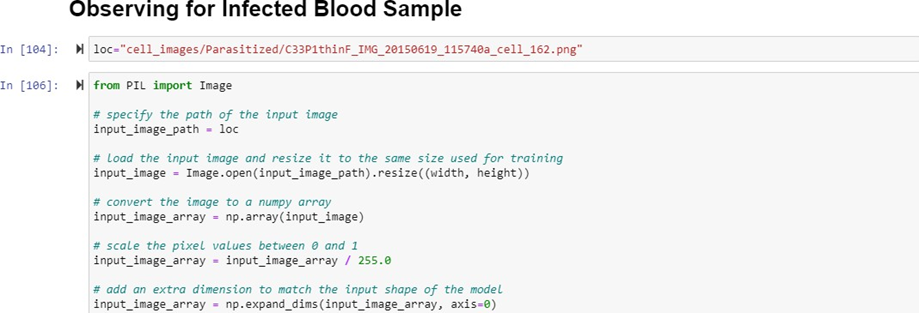 Observing for Infected Blood Sample
In [104]: loc="cell_images/Parasitized/C33P1thinF_IMG_20150619_115740a_cell_162.png"
In [106]: from PIL import Image
# specify the path of the input image
input_image_path = loc
# load the input image and resize it to the same size used for training
input_image = Image.open(input_image_path).resize((width, height))
# convert the image to a numpy array
input_image_array = np.array(input_image)
# scale the pixel values between 0 and 1
input_image_array = input_image_array / 255.0
# add an extra dimension to match the input shape of the model
input_image_array = np.expand_dims(input_image_array, axis=0)